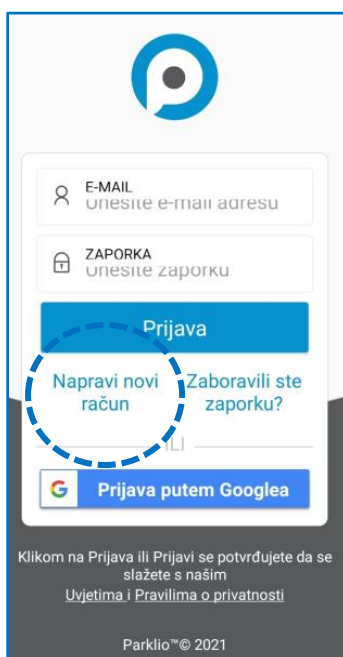 E-MAIL
Unesite e-mail adresu
ZAPORKA
Unesite zaporku
Prijava
Napravi novi
račun
Zaboravili ste
zaporku?
ILI
Prijava putem Googlea
Klikom na Prijava ili Prijavi se potvrđujete da se
slažete s našim
Uvjetima i Pravilima o privatnosti
Parklio™© 2021